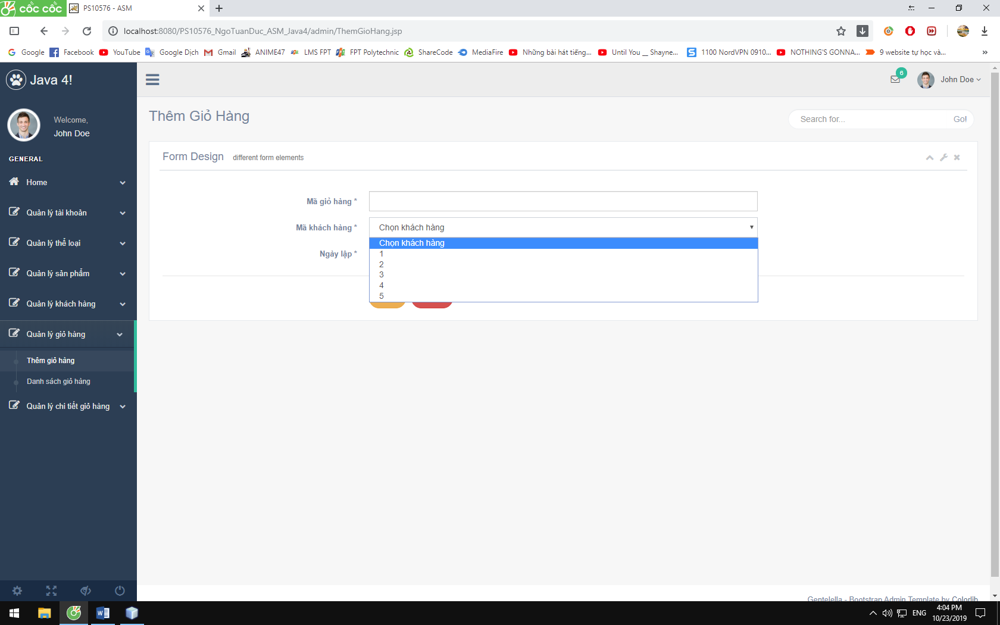 cốc cốc
PS10576 - ASM
localhost:8080/PS10576_NgoTuanDuc_ASM_Java4/admin/ThemGioHang.jsp
Google Facebook YouTube Google Dịch Gmail ANIME47 LMS FPT FPT Polytechnic ShareCode MediaFire Những bài hát tiếng... Until You __ Shayne... 1100 NordVPN 0910... NOTHING'S GONNA... 9 website tự học và... »
Java 4!
6
John Doe
Welcome,
John Doe
Thêm Giỏ Hàng
Search for...
Go!
GENERAL
Home
Quản lý tài khoản
Quản lý thể loại
Quản lý sản phẩm
Quản lý khách hàng
Quản lý giỏ hàng
Thêm giỏ hàng
Danh sách giỏ hàng
Quản lý chi tiết giỏ hàng
Form Design different form elements
Mã giỏ hàng *
Mã khách hàng *
Chọn khách hàng
Chọn khách hàng
1
2
3
4
5
Ngày lập *
Gentelella - Bootstrap Admin Template by Colorlib
ENG
4:04 PM
10/23/2019